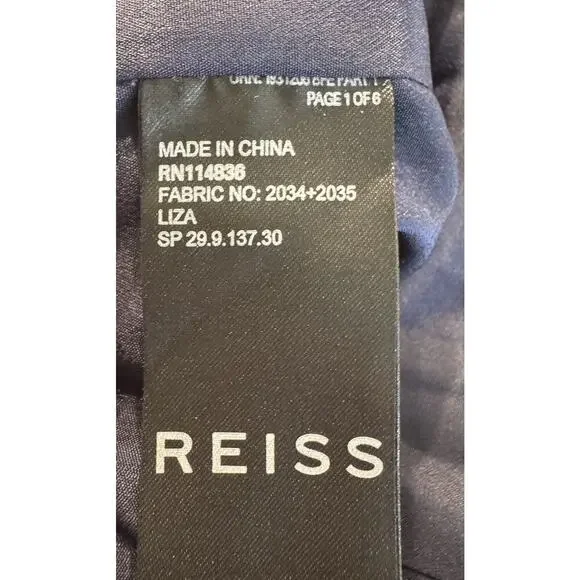 PAGE 1 OF 6
MADE IN CHINA
RN114836
FABRIC NO: 2034+2035
LIZA
SP 29.9.137.30
REISS